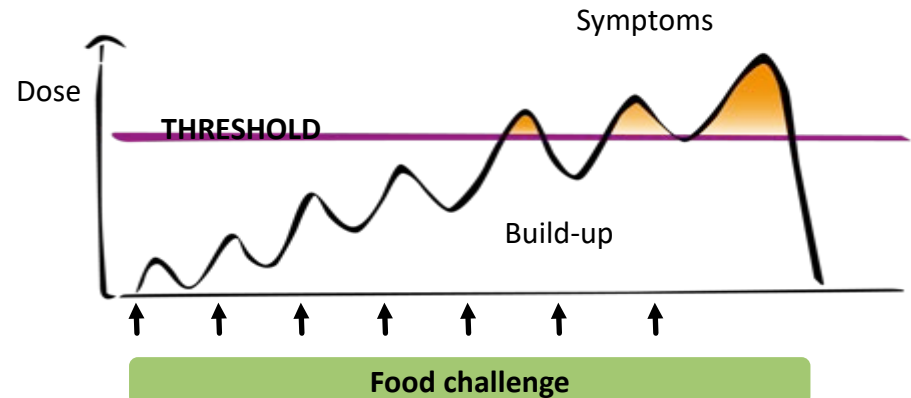 Symptoms
Dose
THRESHOLD
Build-up
Food challenge